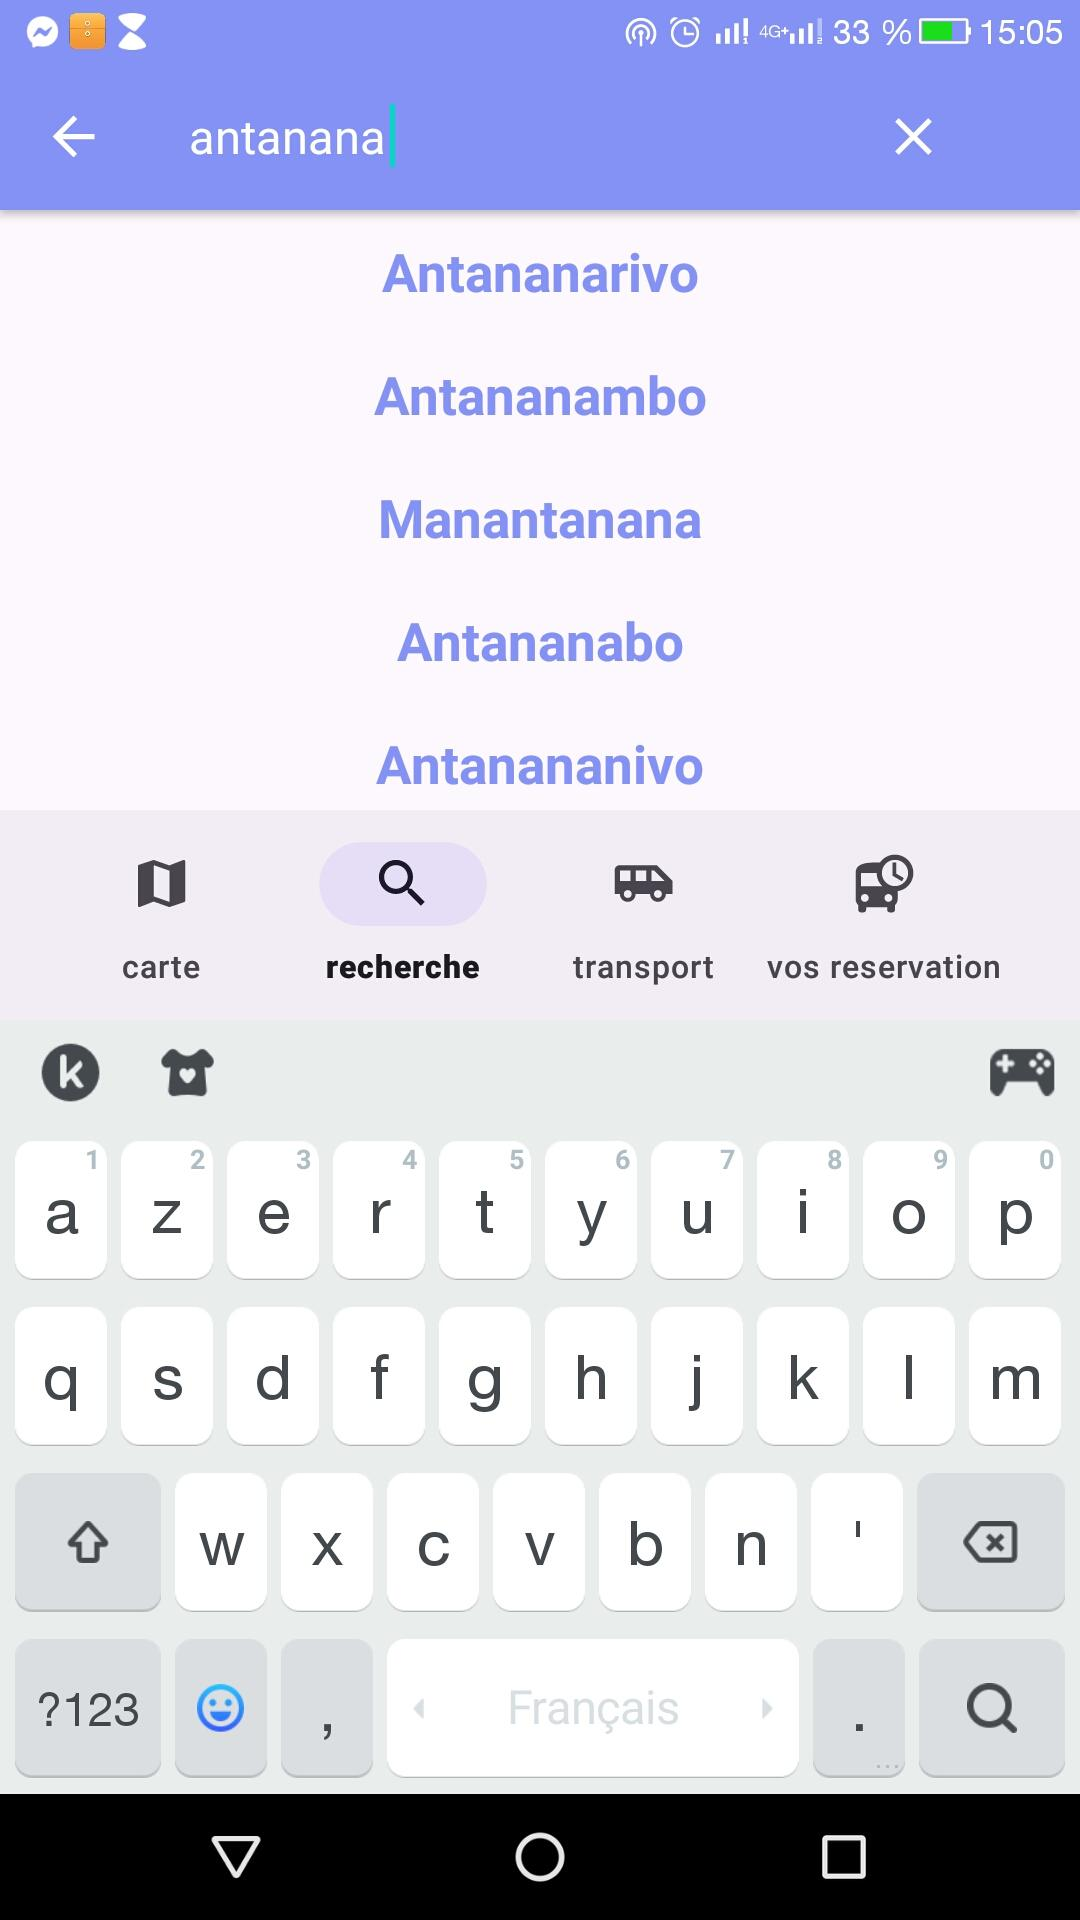 4G+ 33 % 15:05
antanana
Antananarivo
Antananambo
Manantanana
Antananabo
Antanananivo
carte recherche transport vos reservation
k
1 2 3 4 5 6 7 8 9 0
a z e r t y u i o p
q s d f g h j k l m
w x c v b n '
?123 , Français . ...